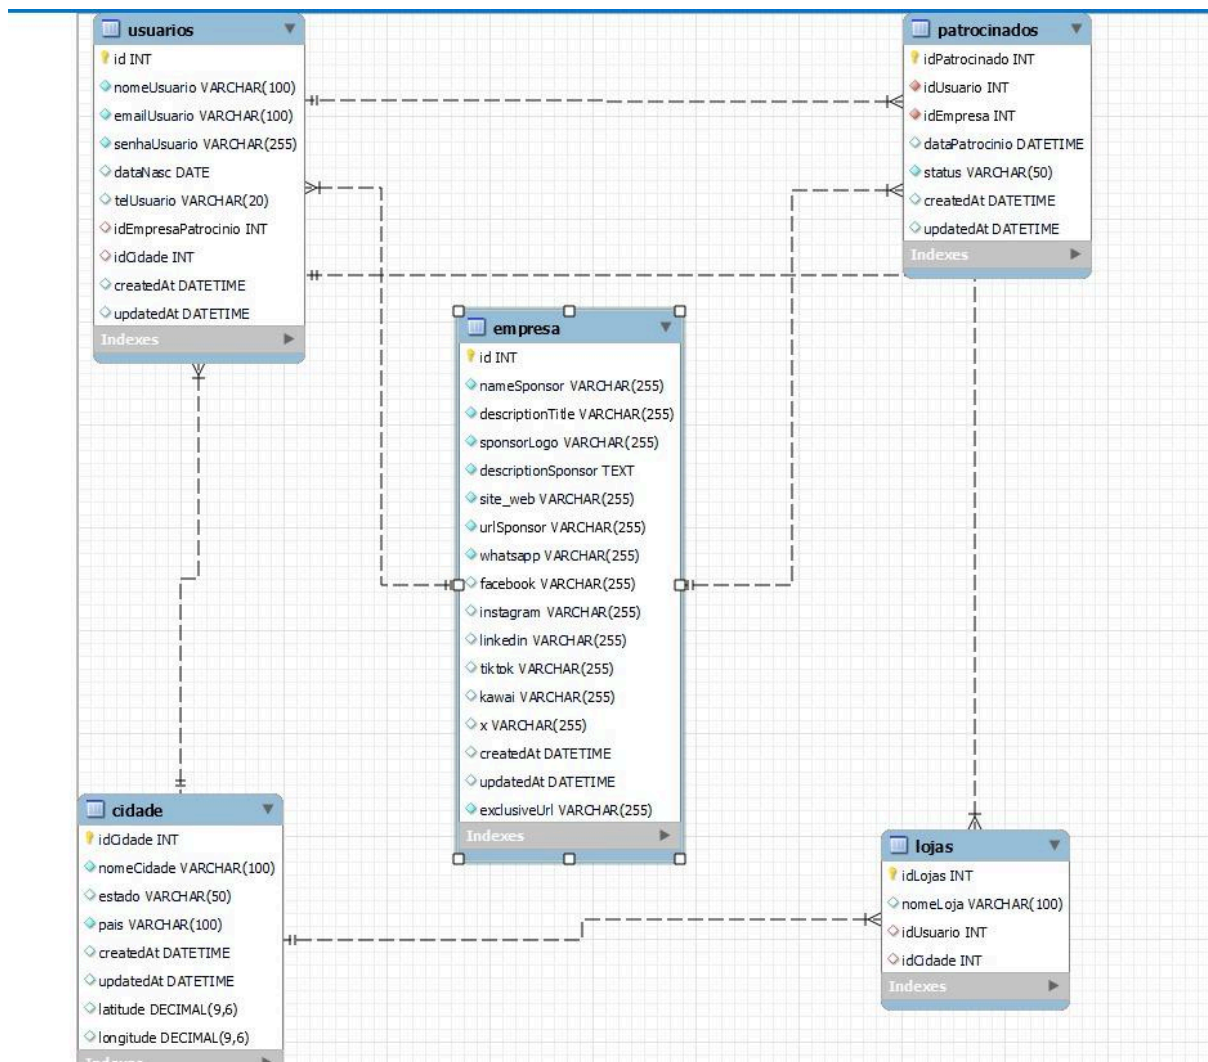 usuarios
id INT
nomeUsuario VARCHAR(100)
emailUsuario VARCHAR(100)
senhaUsuario VARCHAR(255)
dataNasc DATE
telUsuario VARCHAR(20)
idEmpresaPatrocinio INT
idCidade INT
createdAt DATETIME
updatedAt DATETIME
Indexes
patrocinados
idPatrocinado INT
idUsuario INT
idEmpresa INT
dataPatrocinio DATETIME
status VARCHAR(50)
createdAt DATETIME
updatedAt DATETIME
Indexes
empresa
id INT
nameSponsor VARCHAR(255)
descriptionTitle VARCHAR(255)
sponsorLogo VARCHAR(255)
descriptionSponsor TEXT
site_web VARCHAR(255)
urlSponsor VARCHAR(255)
whatsapp VARCHAR(255)
facebook VARCHAR(255)
instagram VARCHAR(255)
linkedin VARCHAR(255)
tiktok VARCHAR(255)
kawai VARCHAR(255)
x VARCHAR(255)
createdAt DATETIME
updatedAt DATETIME
exclusiveUrl VARCHAR(255)
Indexes
cidade
idCidade INT
nomeCidade VARCHAR(100)
estado VARCHAR(50)
pais VARCHAR(100)
createdAt DATETIME
updatedAt DATETIME
latitude DECIMAL(9,6)
longitude DECIMAL(9,6)
Indexes
lojas
idLojas INT
nomeLoja VARCHAR(100)
idUsuario INT
idCidade INT
Indexes